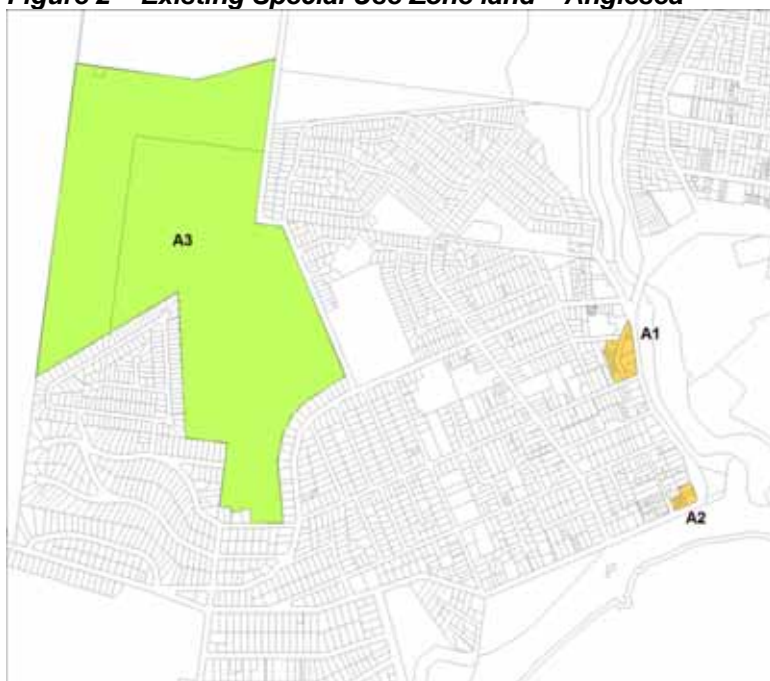 Figure 2 – Existing Special Use Zone land – Anglesea
A3
A1
A2